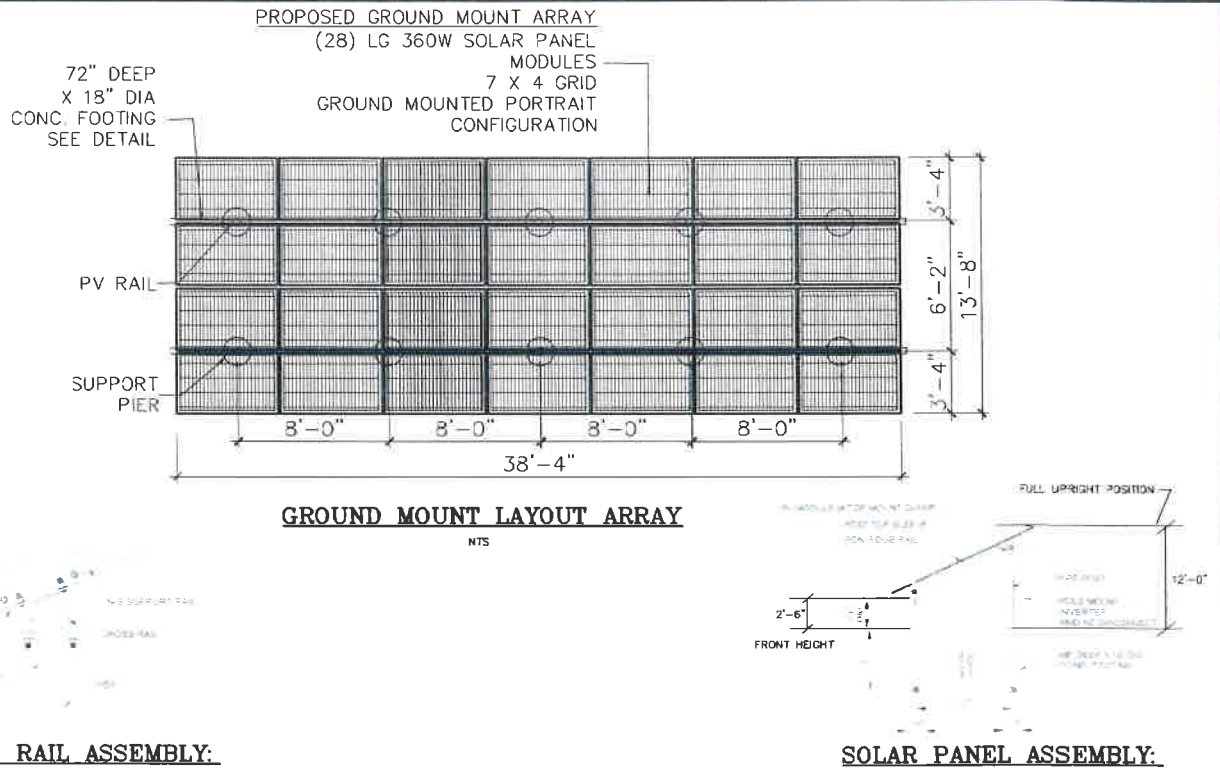 PROPOSED GROUND MOUNT ARRAY
(28) LG 360W SOLAR PANEL
MODULES
7 X 4 GRID
GROUND MOUNTED PORTRAIT
CONFIGURATION
72" DEEP
X 18" DIA
CONC. FOOTING
SEE DETAIL
PV RAIL
SUPPORT
PIER
3'-4"
6'-2"
13'-8"
3'-4"
8'-0"
8'-0"
8'-0"
8'-0"
38'-4"
GROUND MOUNT LAYOUT ARRAY
NTS
FULL UPRIGHT POSITION
12'-0"
2'-6"
FRONT HEIGHT
CROSS RAIL
RAIL ASSEMBLY:
SOLAR PANEL ASSEMBLY: